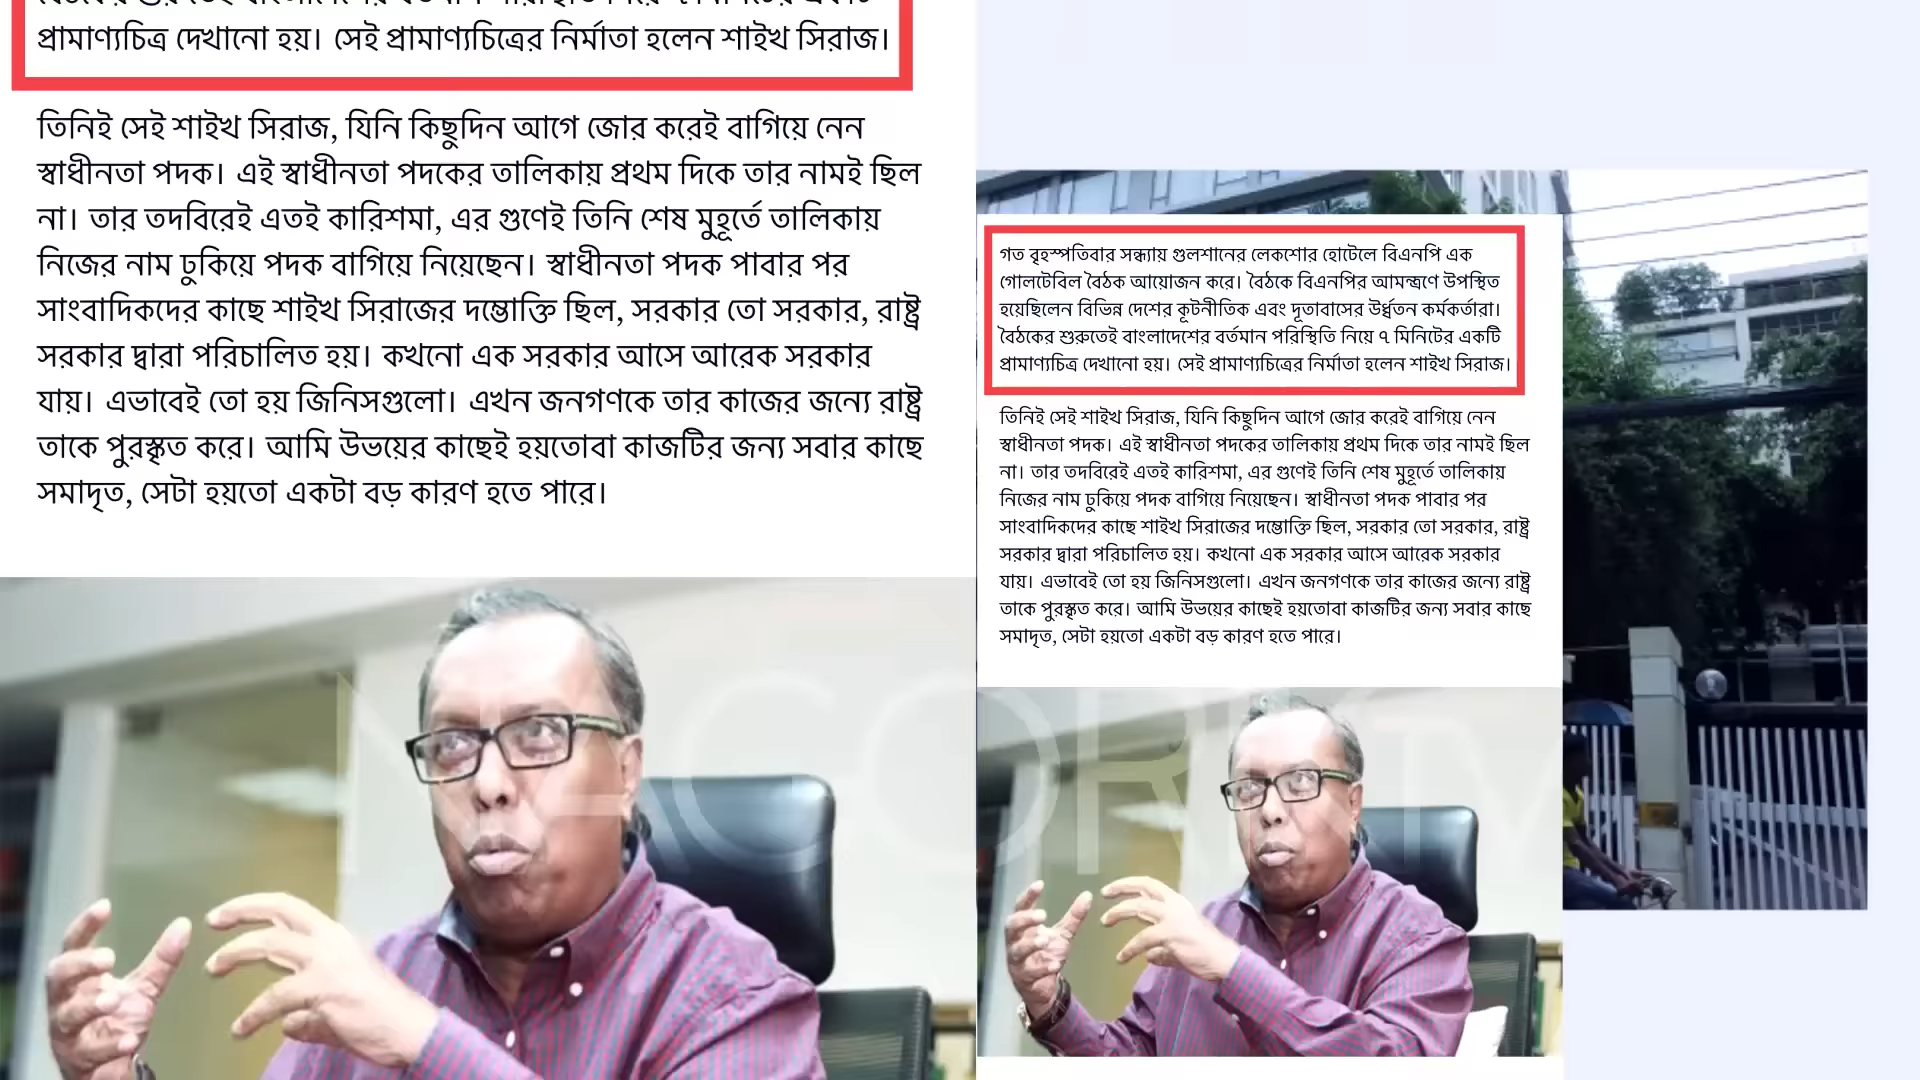 প্রামাণ্যচিত্র দেখানো হয়। সেই প্রামাণ্যচিত্রের নির্মাতা হলেন শাইখ সিরাজ।
তিনিই সেই শাইখ সিরাজ, যিনি কিছুদিন আগে জোর করেই বাগিয়ে নেন
স্বাধীনতা পদক। এই স্বাধীনতা পদকের তালিকায় প্রথম দিকে তার নামই ছিল
না। তার তদবিরেই এতই কারিশমা, এর গুণেই তিনি শেষ মুহূর্তে তালিকায়
নিজের নাম ঢুকিয়ে পদক বাগিয়ে নিয়েছেন। স্বাধীনতা পদক পাবার পর
সাংবাদিকদের কাছে শাইখ সিরাজের দম্ভোক্তি ছিল, সরকার তো সরকার, রাষ্ট্র
সরকার দ্বারা পরিচালিত হয়। কখনো এক সরকার আসে আরেক সরকার
যায়। এভাবেই তো হয় জিনিসগুলো। এখন জনগণকে তার কাজের জন্যে রাষ্ট্র
তাকে পুরস্কৃত করে। আমি উভয়ের কাছেই হয়তোবা কাজটির জন্য সবার কাছে
সমাদৃত, সেটা হয়তো একটা বড় কারণ হতে পারে।
গত বৃহস্পতিবার সন্ধ্যায় গুলশানের লেকশোর হোটেলে বিএনপি এক
গোলটেবিল বৈঠক আয়োজন করে। বৈঠকে বিএনপির আমন্ত্রণে উপস্থিত
হয়েছিলেন বিভিন্ন দেশের কূটনীতিক এবং দূতাবাসের উর্ধ্বতন কর্মকর্তারা।
বৈঠকের শুরুতেই বাংলাদেশের বর্তমান পরিস্থিতি নিয়ে ৭ মিনিটের একটি
প্রামাণ্যচিত্র দেখানো হয়। সেই প্রামাণ্যচিত্রের নির্মাতা হলেন শাইখ সিরাজ।
তিনিই সেই শাইখ সিরাজ, যিনি কিছুদিন আগে জোর করেই বাগিয়ে নেন
স্বাধীনতা পদক। এই স্বাধীনতা পদকের তালিকায় প্রথম দিকে তার নামই ছিল
না। তার তদবিরেই এতই কারিশমা, এর গুণেই তিনি শেষ মুহূর্তে তালিকায়
নিজের নাম ঢুকিয়ে পদক বাগিয়ে নিয়েছেন। স্বাধীনতা পদক পাবার পর
সাংবাদিকদের কাছে শাইখ সিরাজের দম্ভোক্তি ছিল, সরকার তো সরকার, রাষ্ট্র
সরকার দ্বারা পরিচালিত হয়। কখনো এক সরকার আসে আরেক সরকার
যায়। এভাবেই তো হয় জিনিসগুলো। এখন জনগণকে তার কাজের জন্যে রাষ্ট্র
তাকে পুরস্কৃত করে। আমি উভয়ের কাছেই হয়তোবা কাজটির জন্য সবার কাছে
সমাদৃত, সেটা হয়তো একটা বড় কারণ হতে পারে।
NAGORIKTV